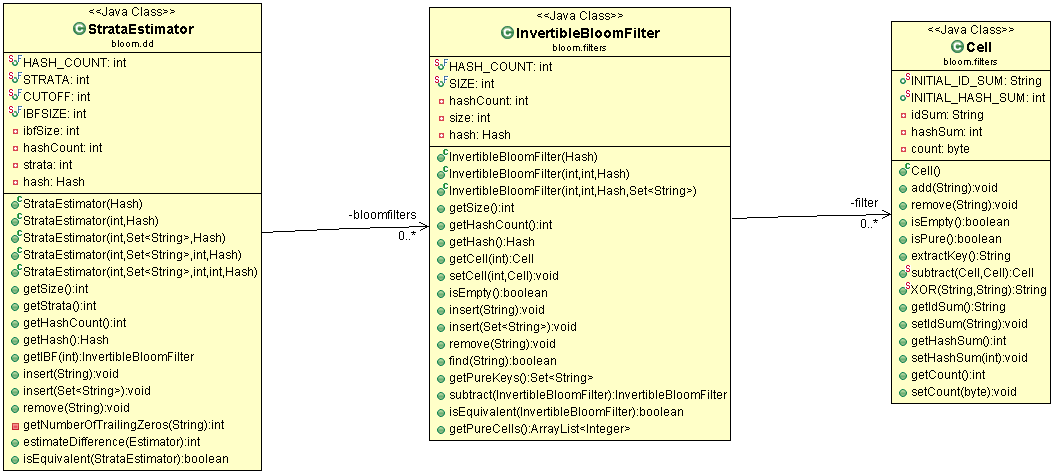 <<Java Class>>
StrataEstimator
bloom.dd
HASH_COUNT: int
STRATA: int
CUTOFF: int
IBFSIZE: int
ibfSize: int
hashCount: int
strata: int
hash: Hash
StrataEstimator(Hash)
StrataEstimator(int,Hash)
StrataEstimator(int,Set<String>,Hash)
StrataEstimator(int,Set<String>,int,Hash)
StrataEstimator(int,Set<String>,int,int,Hash)
getSize():int
getStrata():int
getHashCount():int
getHash():Hash
getIBF(int):InvertibleBloomFilter
insert(String):void
insert(Set<String>):void
remove(String):void
getNumberOfTrailingZeros(String):int
estimateDifference(Estimator):int
isEquivalent(StrataEstimator):boolean
-bloomfilters
0..*
<<Java Class>>
InvertibleBloomFilter
bloom.filters
HASH_COUNT: int
SIZE: int
hashCount: int
size: int
hash: Hash
InvertibleBloomFilter(Hash)
InvertibleBloomFilter(int,int,Hash)
InvertibleBloomFilter(int,int,Hash,Set<String>)
getSize():int
getHashCount():int
getHash():Hash
getCell(int):Cell
setCell(int,Cell):void
isEmpty():boolean
insert(String):void
insert(Set<String>):void
remove(String):void
find(String):boolean
getPureKeys():Set<String>
subtract(InvertibleBloomFilter):InvertibleBloomFilter
isEquivalent(InvertibleBloomFilter):boolean
getPureCells():ArrayList<Integer>
-filter
0..*
<<Java Class>>
Cell
bloom.filters
INITIAL_ID_SUM: String
INITIAL_HASH_SUM: int
idSum: String
hashSum: int
count: byte
Cell()
add(String):void
remove(String):void
isEmpty():boolean
isPure():boolean
extractKey():String
subtract(Cell,Cell):Cell
XOR(String,String):String
getIdSum():String
setIdSum(String):void
getHashSum():int
setHashSum(int):void
getCount():int
setCount(byte):void